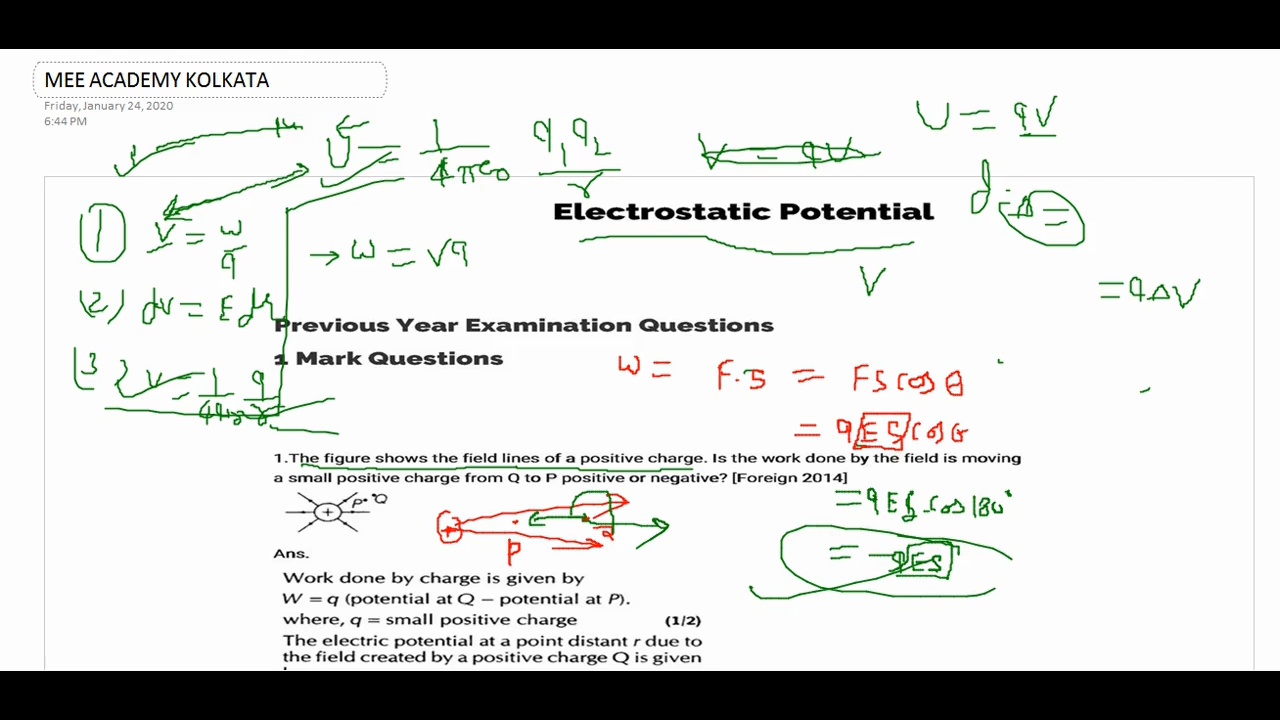 MEE ACADEMY KOLKATA
Friday, January 24, 2020
6:44 PM
U = 1/4πε0 q1q2/r
V = qV
U = qV
Electrostatic Potential
1 V = w/q
→ w = Vq
V
= qΔV
(2) dV = E dr
Previous Year Examination Questions
1 Mark Questions
(3) V = 1/4πε0 q/r
W = F.S = FS cos θ
= qES cos θ
1.The figure shows the field lines of a positive charge. Is the work done by the field is moving
a small positive charge from Q to P positive or negative? [Foreign 2014]
P Q
+
P
Q
= qES cos 180°
= -qES
Ans.
Work done by charge is given by
W = q (potential at Q − potential at P).
where, q = small positive charge (1/2)
The electric potential at a point distant r due to
the field created by a positive charge Q is given